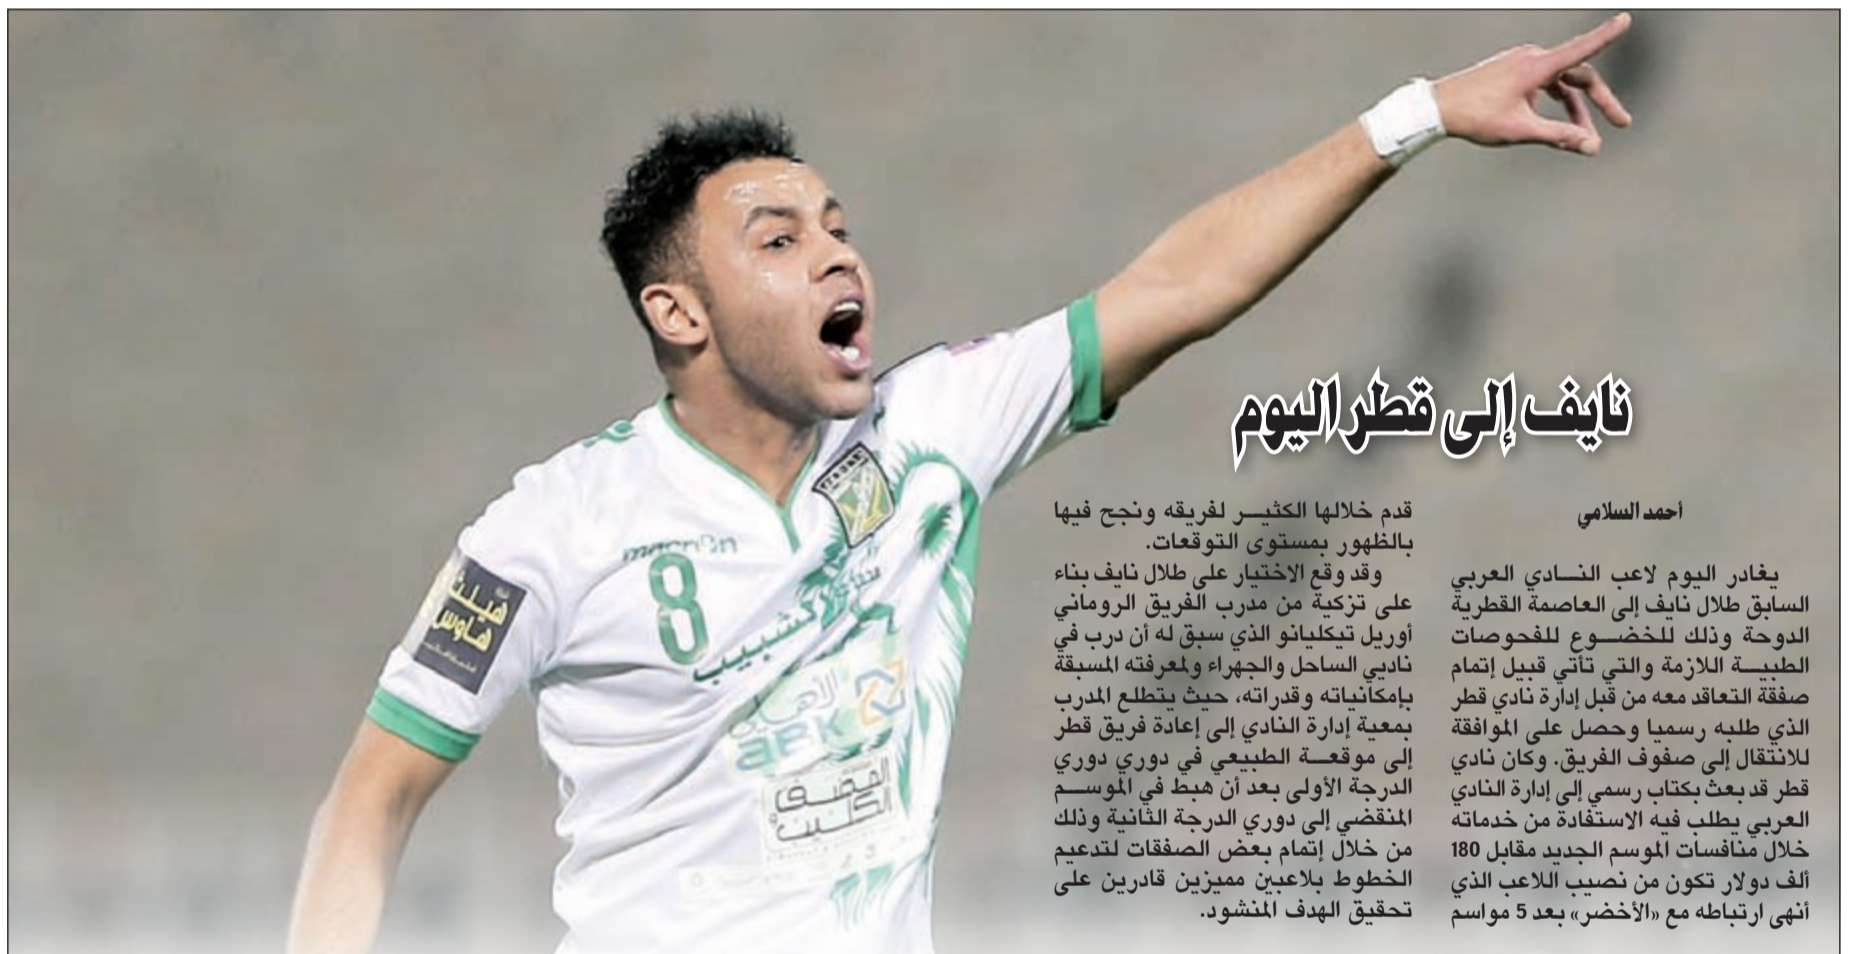 نايف إلى قطر اليوم
أحمد السلامي
يغادر اليوم لاعب النادي العربي
السابق طلال نايف إلى العاصمة القطرية
الدوحة وذلك للخضوع للفحوصات
الطبية اللازمة والتي تأتي قبيل إتمام
صفقة التعاقد معه من قبل إدارة نادي قطر
الذي طلبه رسميا وحصل على الموافقة
للانتقال إلى صفوف الفريق. وكان نادي
قطر قد بعث بكتاب رسمي إلى إدارة النادي
العربي يطلب فيه الاستفادة من خدماته
خلال منافسات الموسم الجديد مقابل 180
ألف دولار تكون من نصيب اللاعب الذي
أنهى ارتباطه مع «الأخضر» بعد 5 مواسم
قدم خلالها الكثير لفريقه ونجح فيها
بالظهور بمستوى التوقعات.
وقد وقع الاختيار على طلال نايف بناء
على تزكية من مدرب الفريق الروماني
أوريل تيكليانو الذي سبق له أن درب في
ناديي الساحل والجهراء ولمعرفته المسبقة
بإمكانياته وقدراته، حيث يتطلع المدرب
بمعية إدارة النادي إلى إعادة فريق قطر
إلى موقعة الطبيعي في دوري دوري
الدرجة الأولى بعد أن هبط في الموسم
المنقضي إلى دوري الدرجة الثانية وذلك
من خلال إتمام بعض الصفقات لتدعيم
الخطوط بلاعبين مميزين قادرين على
تحقيق الهدف المنشود.
macron
8
هيلث
هاوس
كشبيب